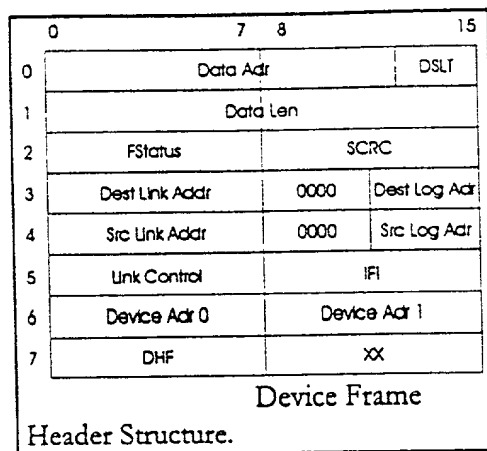 0 7 8 15
0 Data Adr DSLT
1 Data Len
2 FStatus SCRC
3 Dest Link Addr 0000 Dest Log Adr
4 Src Link Addr 0000 Src Log Adr
5 Link Control IFI
6 Device Adr 0 Device Adr 1
7 DHF XX
Device Frame
Header Structure.